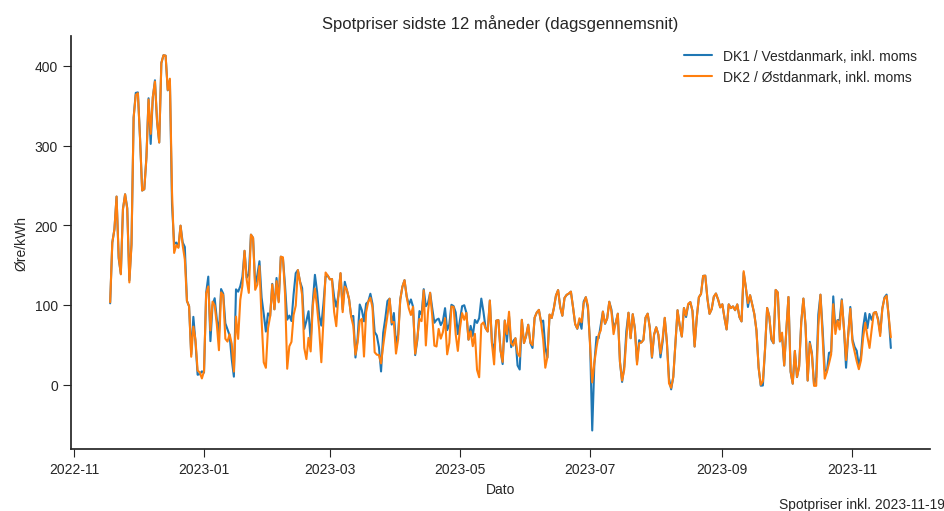 Spotpriser sidste 12 måneder (dagsgennemsnit)
DK1 / Vestdanmark, inkl. moms
DK2 / Østdanmark, inkl. moms
Øre/kWh
400
300
200
100
0
2022-11 2023-01 2023-03 2023-05 2023-07 2023-09 2023-11
Dato
Spotpriser inkl. 2023-11-19